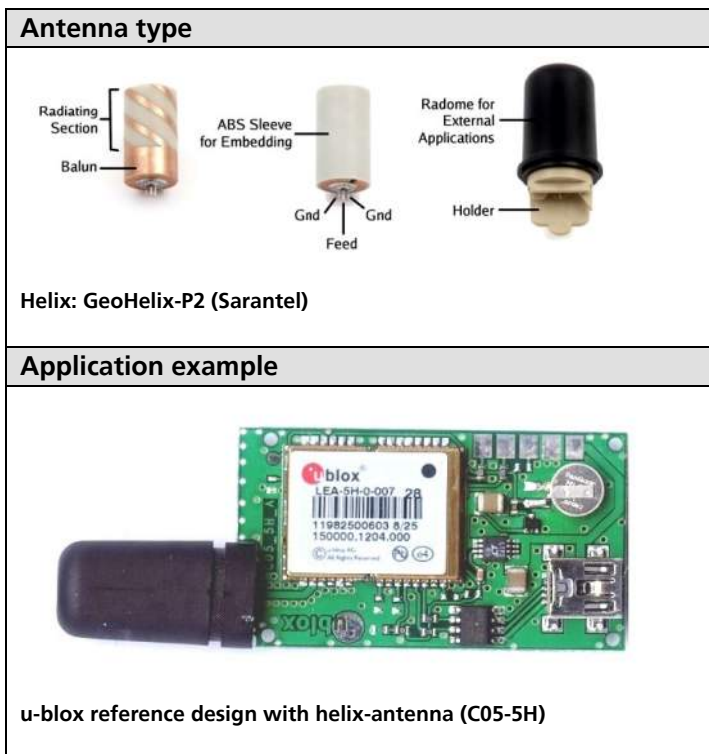 Antenna type
Radiating
Section
Balun
ABS Sleeve
for Embedding
Gnd
Gnd
Feed
Radome for
External
Applications
Holder
Helix: GeoHelix-P2 (Sarantel)
Application example
ublox
LEA-5H-0-007 28
11982500603 8/25
150000.1204.000
ublox
u-blox reference design with helix-antenna (C05-5H)